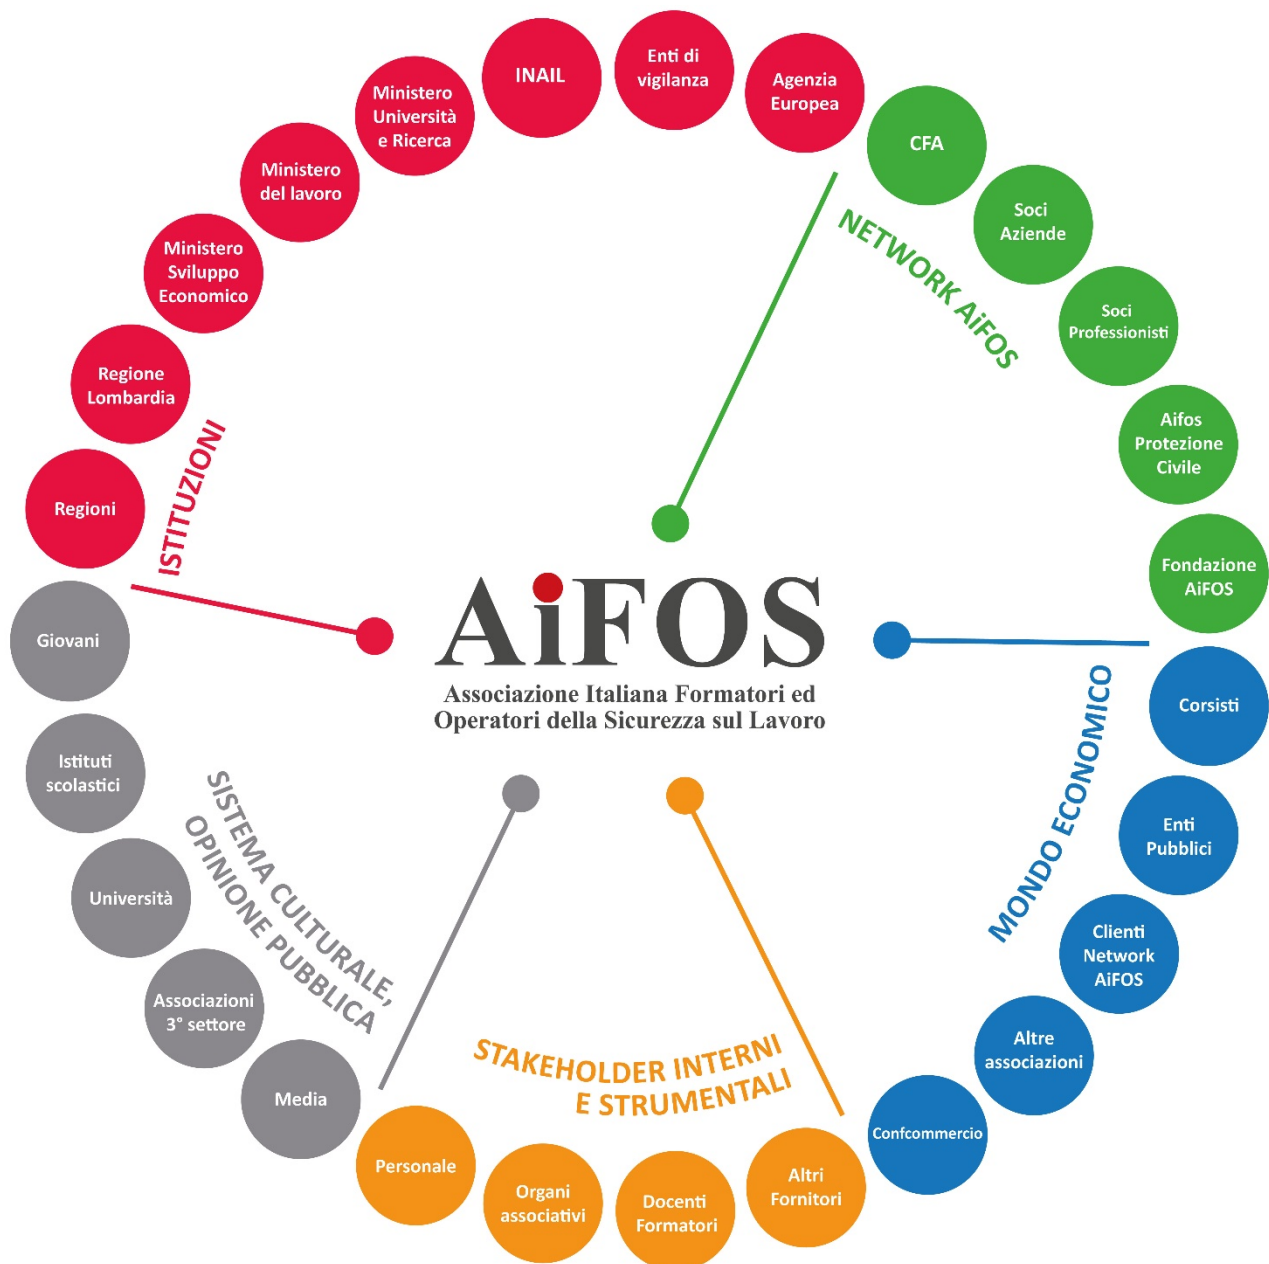 INAIL
Enti di
vigilanza
Agenzia
Europea
CFA
Soci
Aziende
Soci
Professionisti
Aifos
Protezione
Civile
Fondazione
AiFOS
NETWORK AiFOS
Corsisti
Enti
Pubblici
Clienti
Network
AiFOS
Altre
associazioni
Confcommercio
MONDO ECONOMICO
Altri
Fornitori
Docenti
Formatori
Organi
associativi
Personale
STAKEHOLDER INTERNI
E STRUMENTALI
Media
Associazioni
3° settore
Università
Istituti
scolastici
Giovani
SISTEMA CULTURALE,
OPINIONE PUBBLICA
Regioni
Regione
Lombardia
Ministero
Sviluppo
Economico
Ministero
del lavoro
Ministero
Università
e Ricerca
ISTITUZIONI
AiFOS
Associazione Italiana Formatori ed
Operatori della Sicurezza sul Lavoro